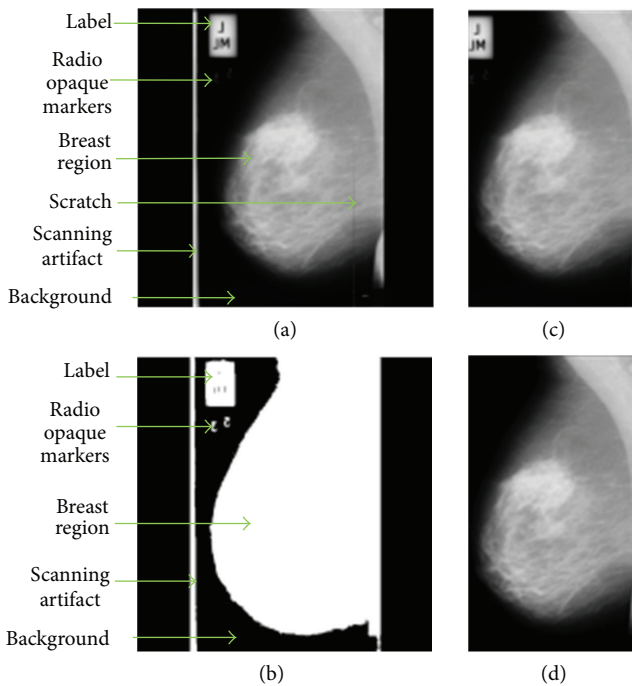 Label
Radio
opaque
markers
Breast
region
Scratch
Scanning
artifact
Background
(a)
(c)
Label
Radio
opaque
markers
Breast
region
Scanning
artifact
Background
(b)
(d)